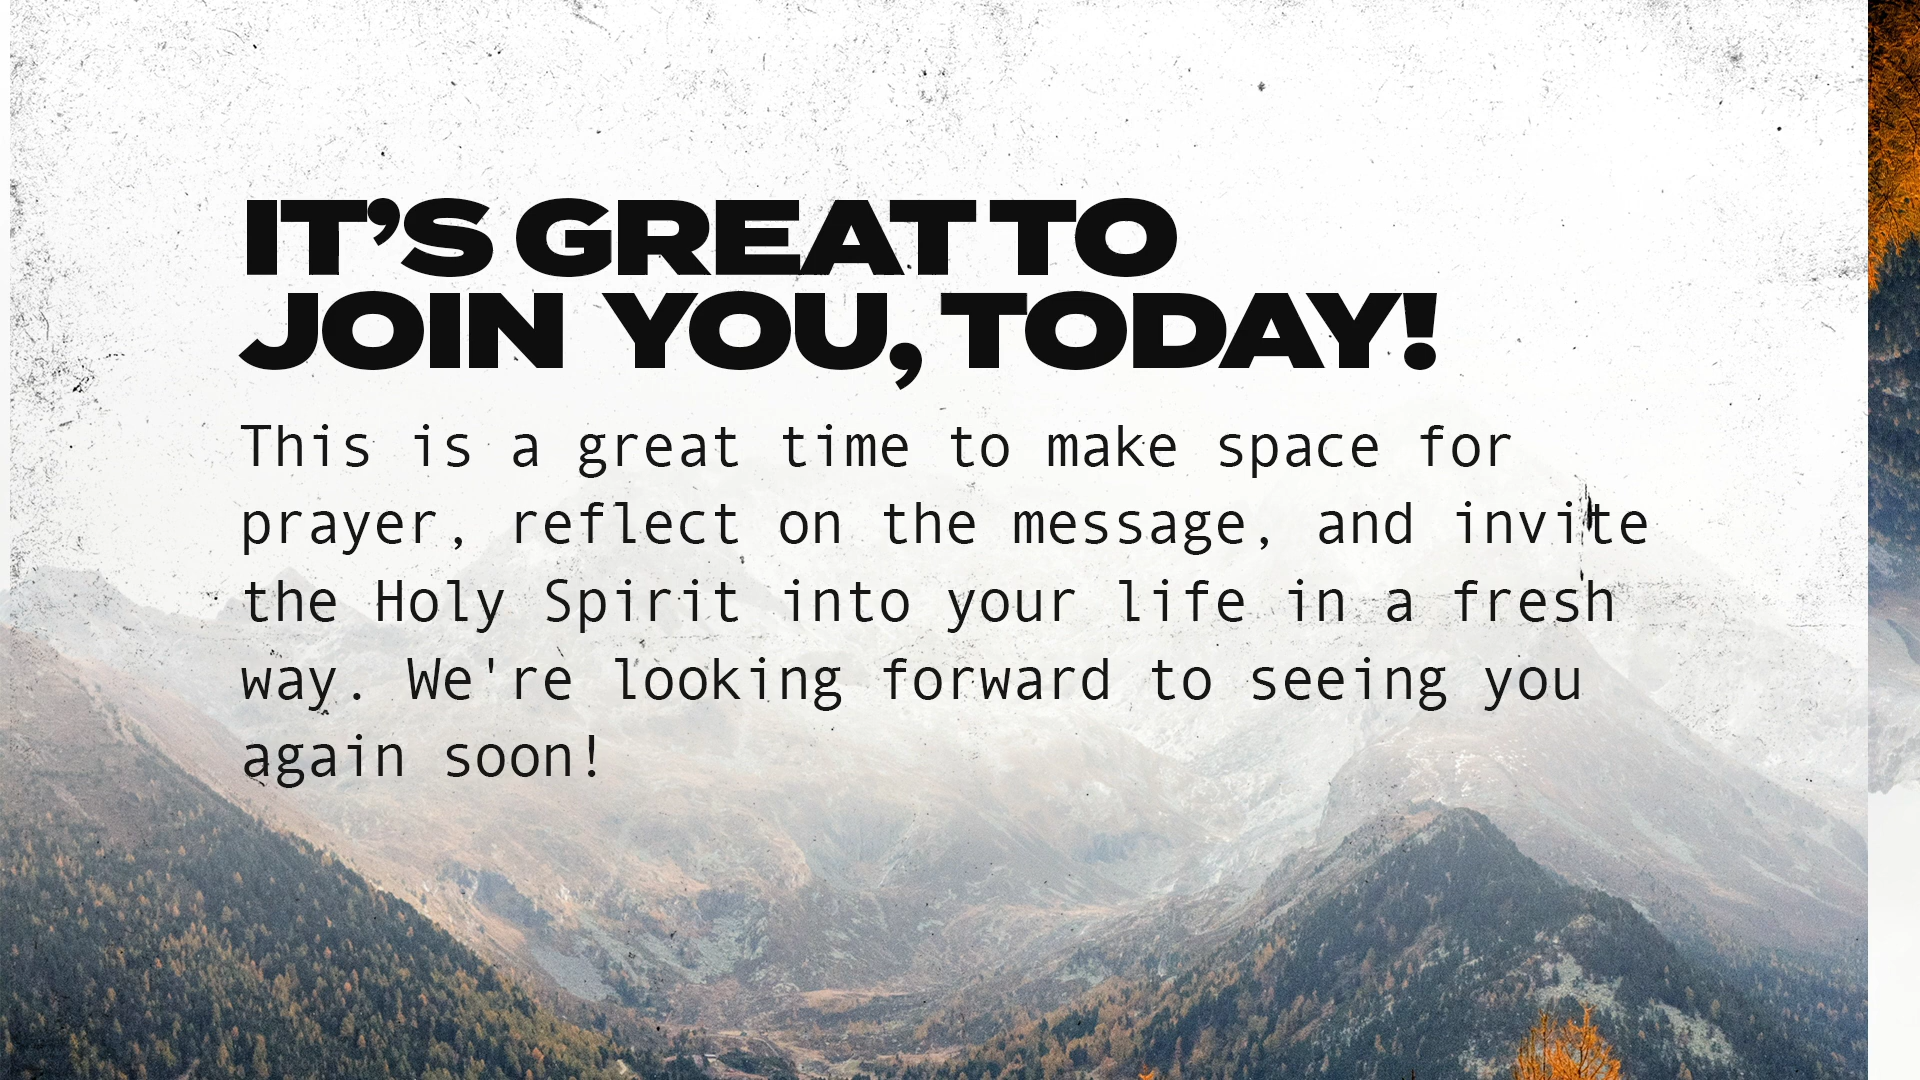 IT’S GREAT TO
JOIN YOU, TODAY!
This is a great time to make space for
prayer, reflect on the message, and invite
the Holy Spirit into your life in a fresh
way. We're looking forward to seeing you
again soon!